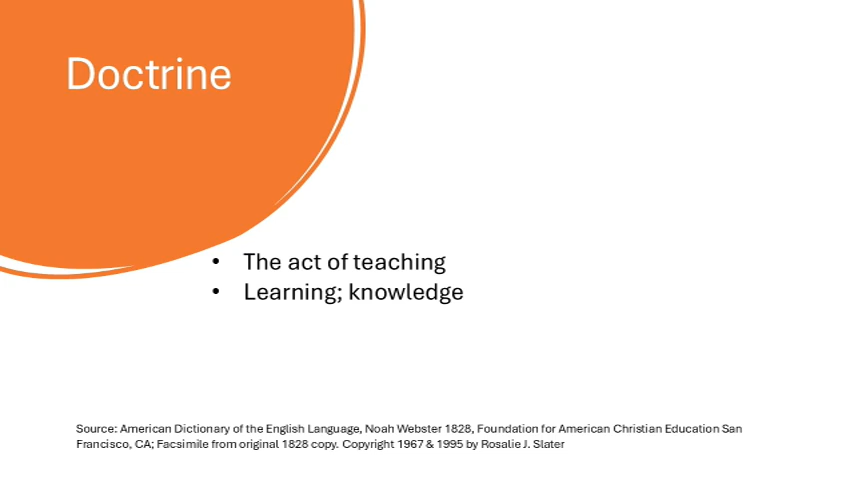 Doctrine
• The act of teaching
• Learning; knowledge
Source: American Dictionary of the English Language, Noah Webster 1828, Foundation for American Christian Education San
Francisco, CA; Facsimile from original 1828 copy. Copyright 1967 & 1995 by Rosalie J. Slater